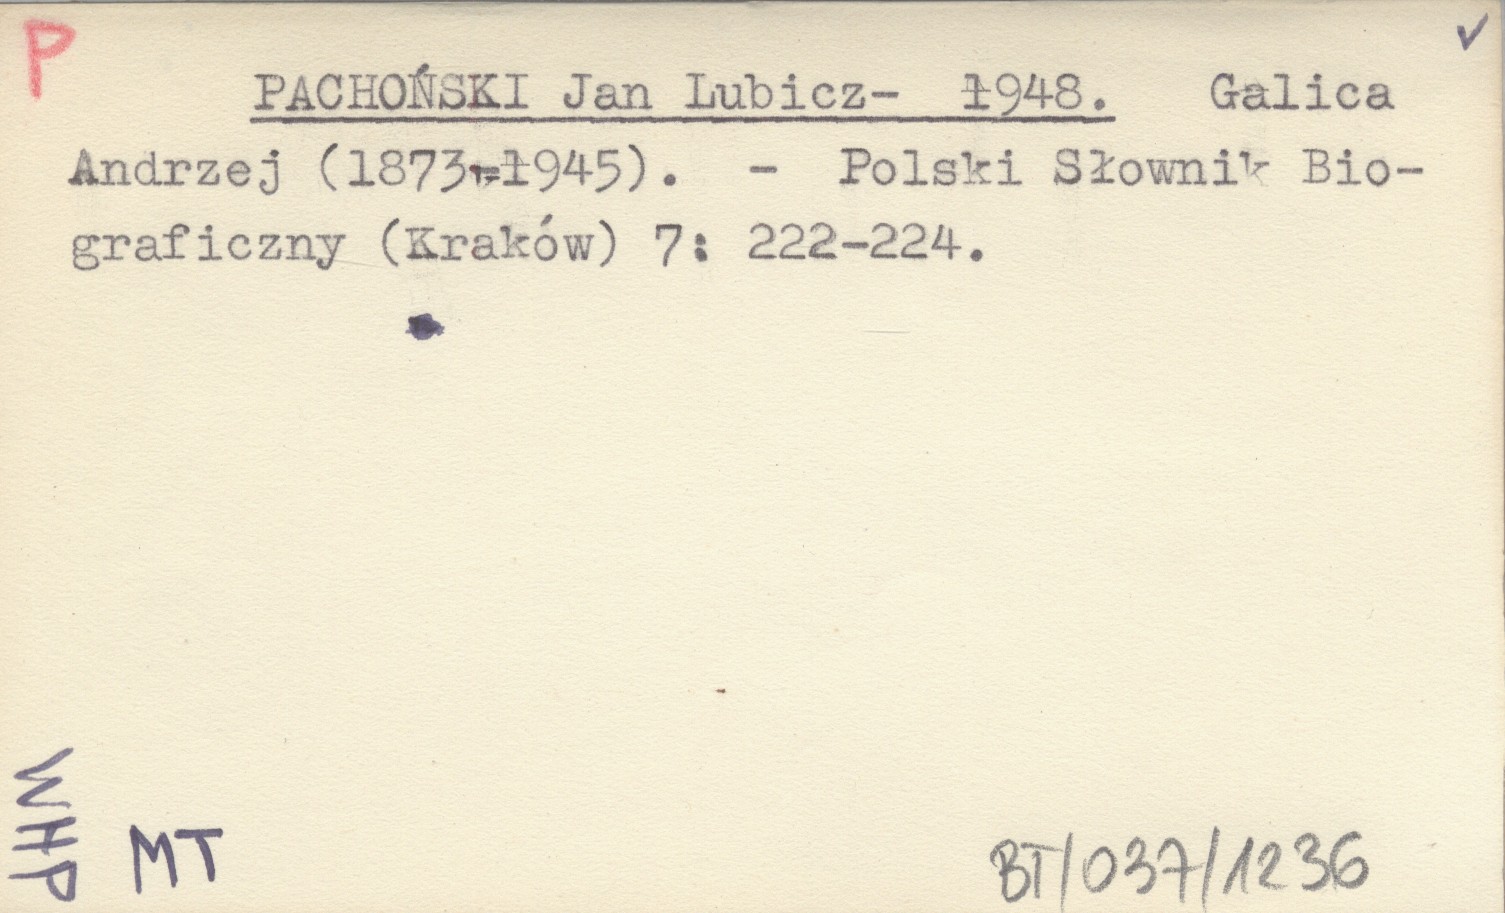 P
✓
PACHOŃSKI Jan Lubicz- 1948. Galica
Andrzej (1873-1945). - Polski Słownik Bio-
graficzny (Kraków) 7: 222-224.
WHP
MT
BT/037/1236